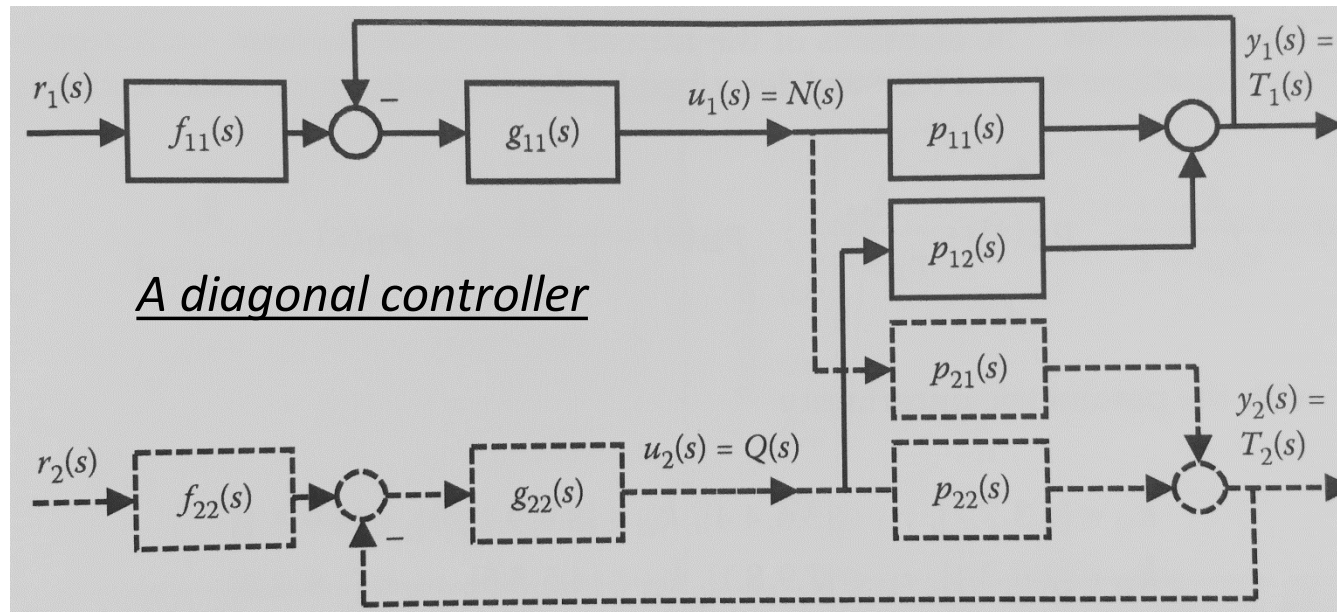 r₁(s)
f₁₁(s)
−
g₁₁(s)
u₁(s) = N(s)
p₁₁(s)
y₁(s) =
T₁(s)
p₁₂(s)
A diagonal controller
p₂₁(s)
r₂(s)
f₂₂(s)
−
g₂₂(s)
u₂(s) = Q(s)
p₂₂(s)
y₂(s) =
T₂(s)